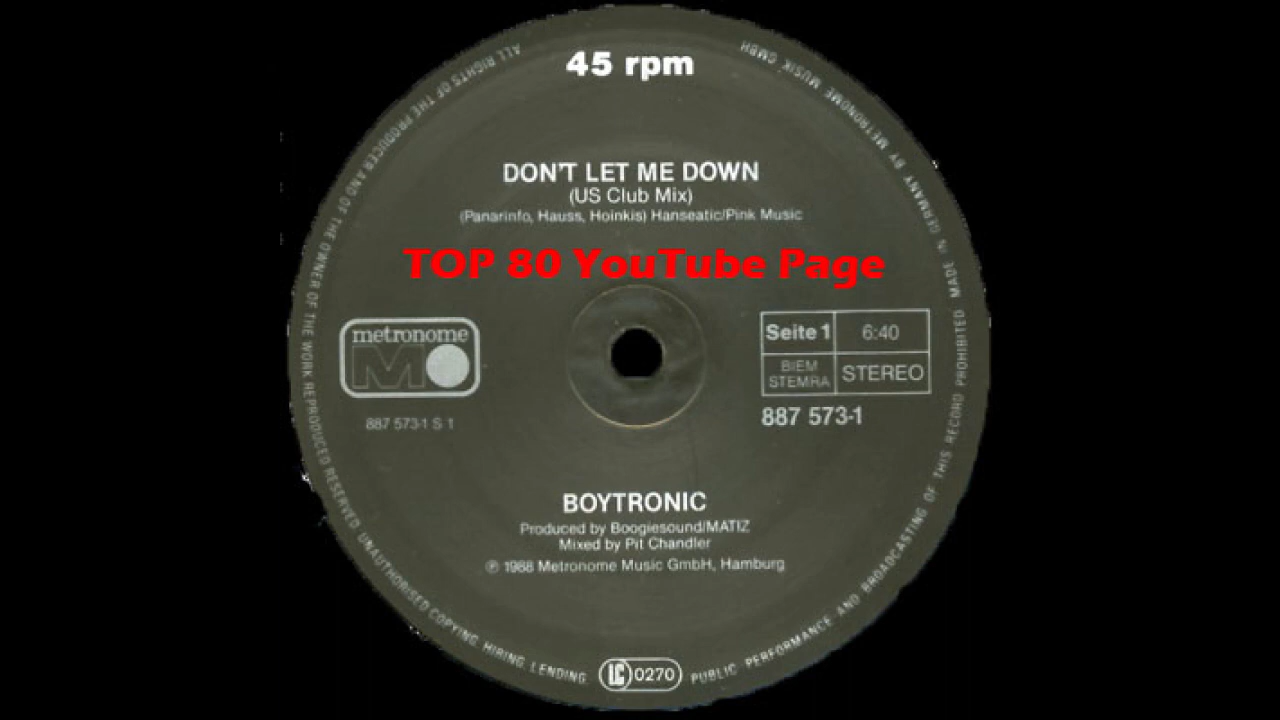 45 rpm
DON'T LET ME DOWN
(US Club Mix)
(Panarinfo, Hauss, Hoinkis) Hanseatic/Pink Music
TOP 80 YouTube Page
metronome
M
Seite 1 6:40
BIEM
STEMRA STEREO
887 573-1
887 573-1 S 1
BOYTRONIC
Produced by Boogiesound/MATIZ
Mixed by Pit Chandler
℗ 1988 Metronome Music GmbH, Hamburg
LC 0270
ALL RIGHTS OF THE PRODUCER AND OF THE OWNER OF THE WORK REPRODUCED RESERVED. UNAUTHORISED COPYING, HIRING, LENDING, PUBLIC PERFORMANCE AND BROADCASTING OF THIS RECORD PROHIBITED MADE IN GERMANY BY METRONOME MUSIK GMBH